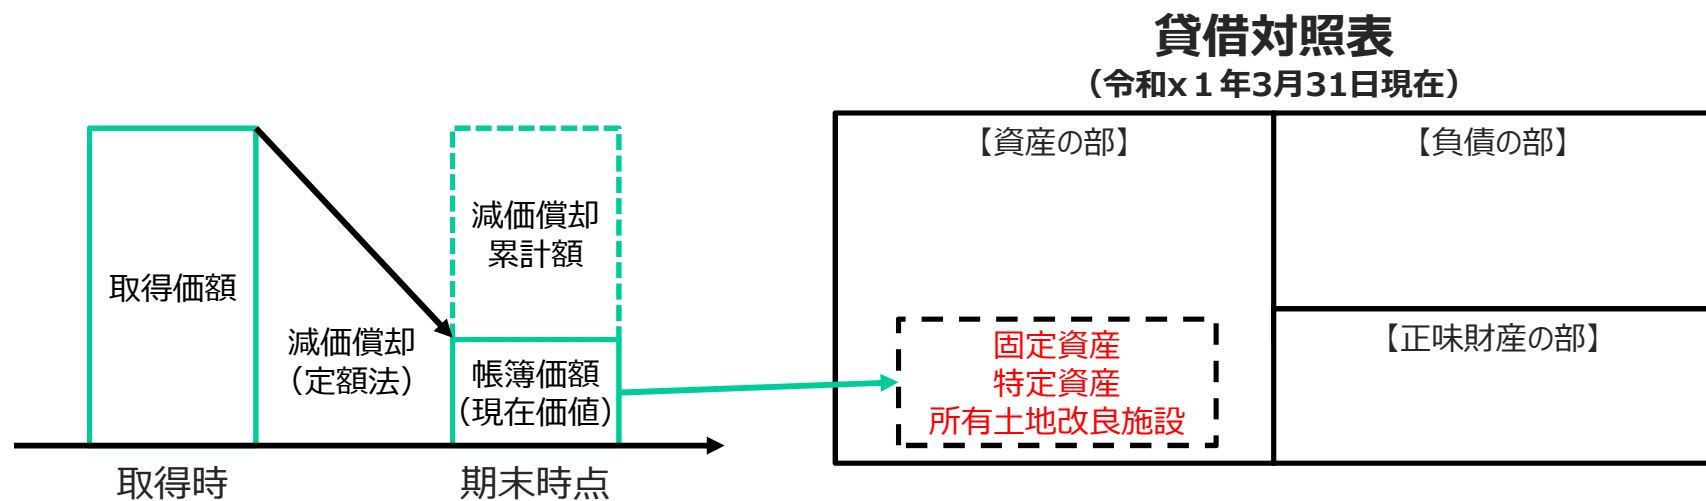 貸借対照表
（令和x１年3月31日現在）
取得価額
減価償却
（定額法）
減価償却
累計額
帳簿価額
（現在価値）
取得時
期末時点
【資産の部】
固定資産
特定資産
所有土地改良施設
【負債の部】
【正味財産の部】